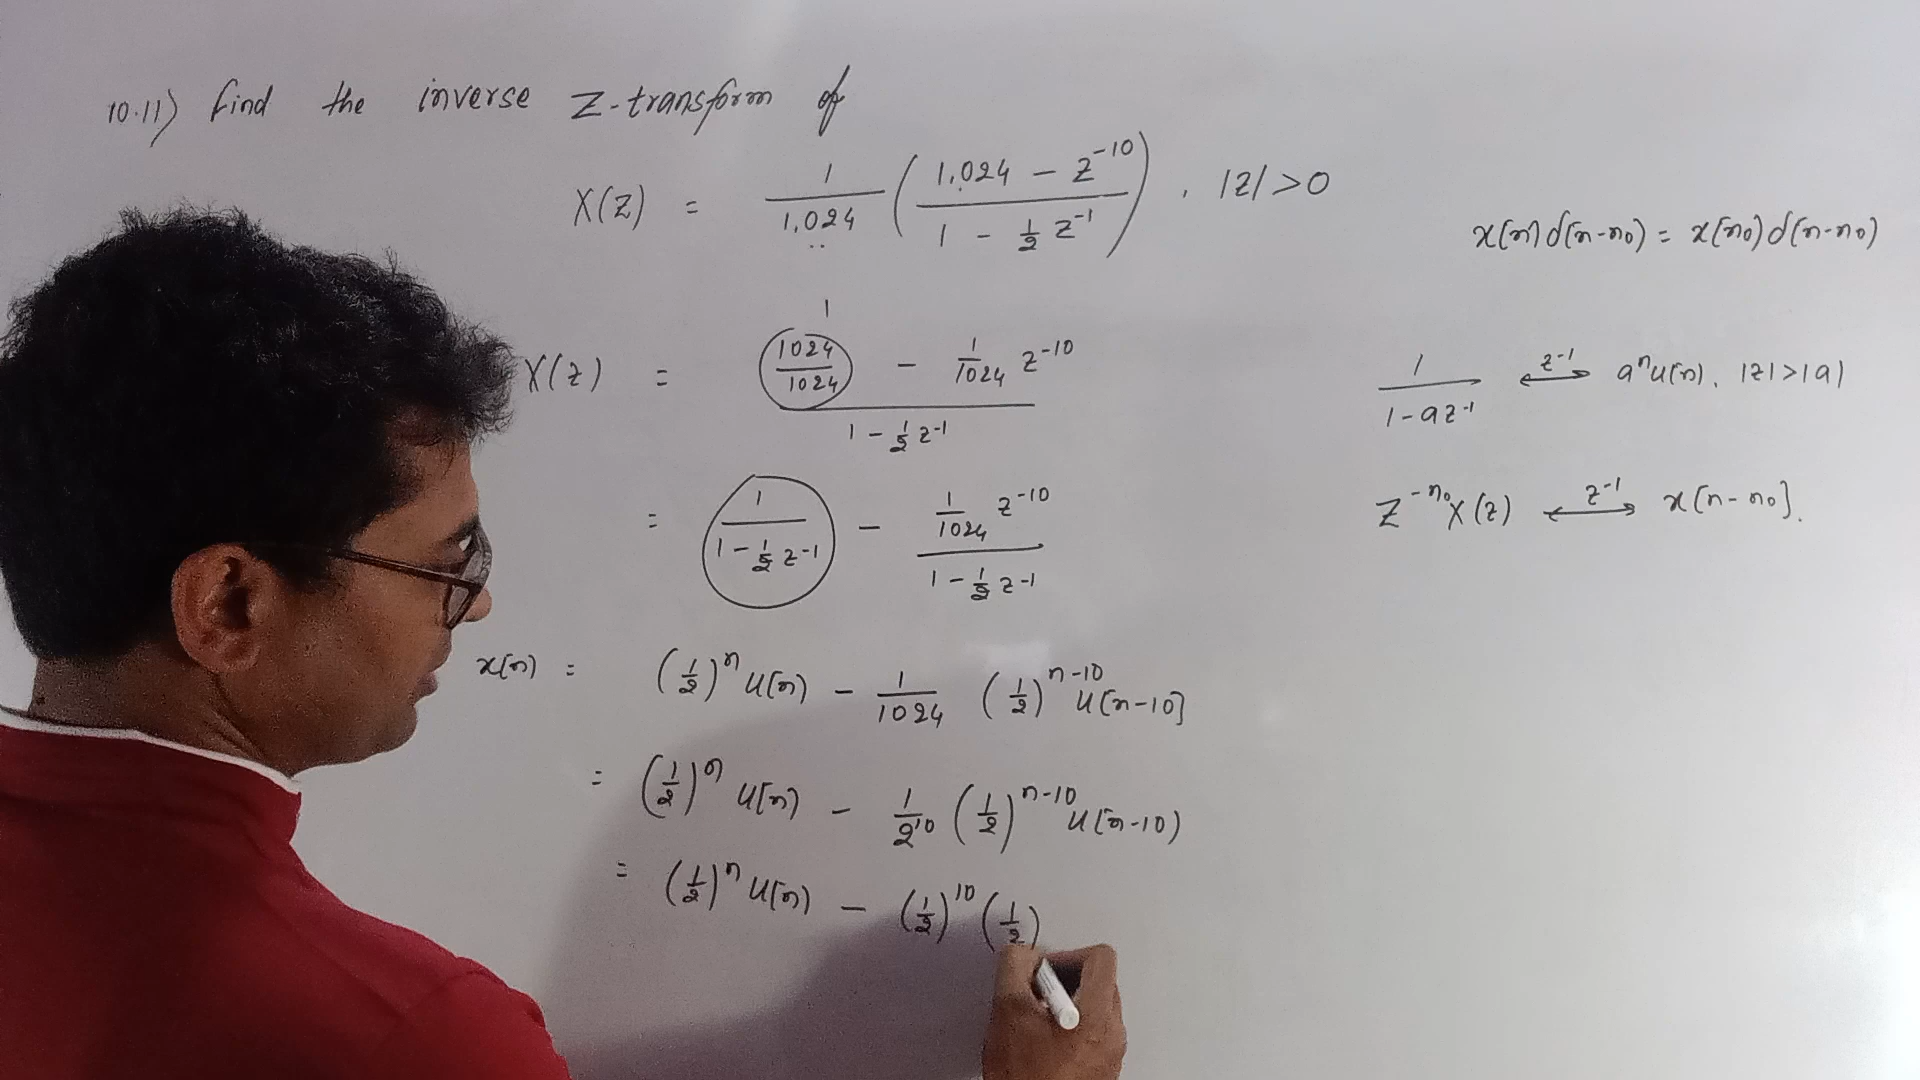 10.11) find the inverse Z-transform of
X(Z) = 1/1,024 ( (1,024 - Z^-10) / (1 - 1/2 Z^-1) ), |Z|>0
x[n] δ[n-n0) = x[n0) δ[n-n0)
X(Z) = ( 1024/1024 1 - 1/1024 Z^-10 ) / (1 - 1/2 Z^-1)
1/(1-aZ^-1) ⟷ z^-1 a^n u[n), |Z|>|a|
= 1/(1 - 1/2 Z^-1) - (1/1024 Z^-10) / (1 - 1/2 Z^-1)
Z^-n0 X(Z) ⟷ z^-1 x[n-n0].
x[n) = (1/2)^n u[n) - 1/1024 (1/2)^n-10 u[n-10]
= (1/2)^n u[n) - 1/2^10 (1/2)^n-10 u[n-10)
= (1/2)^n u[n) - (1/2)^10 (1/2)